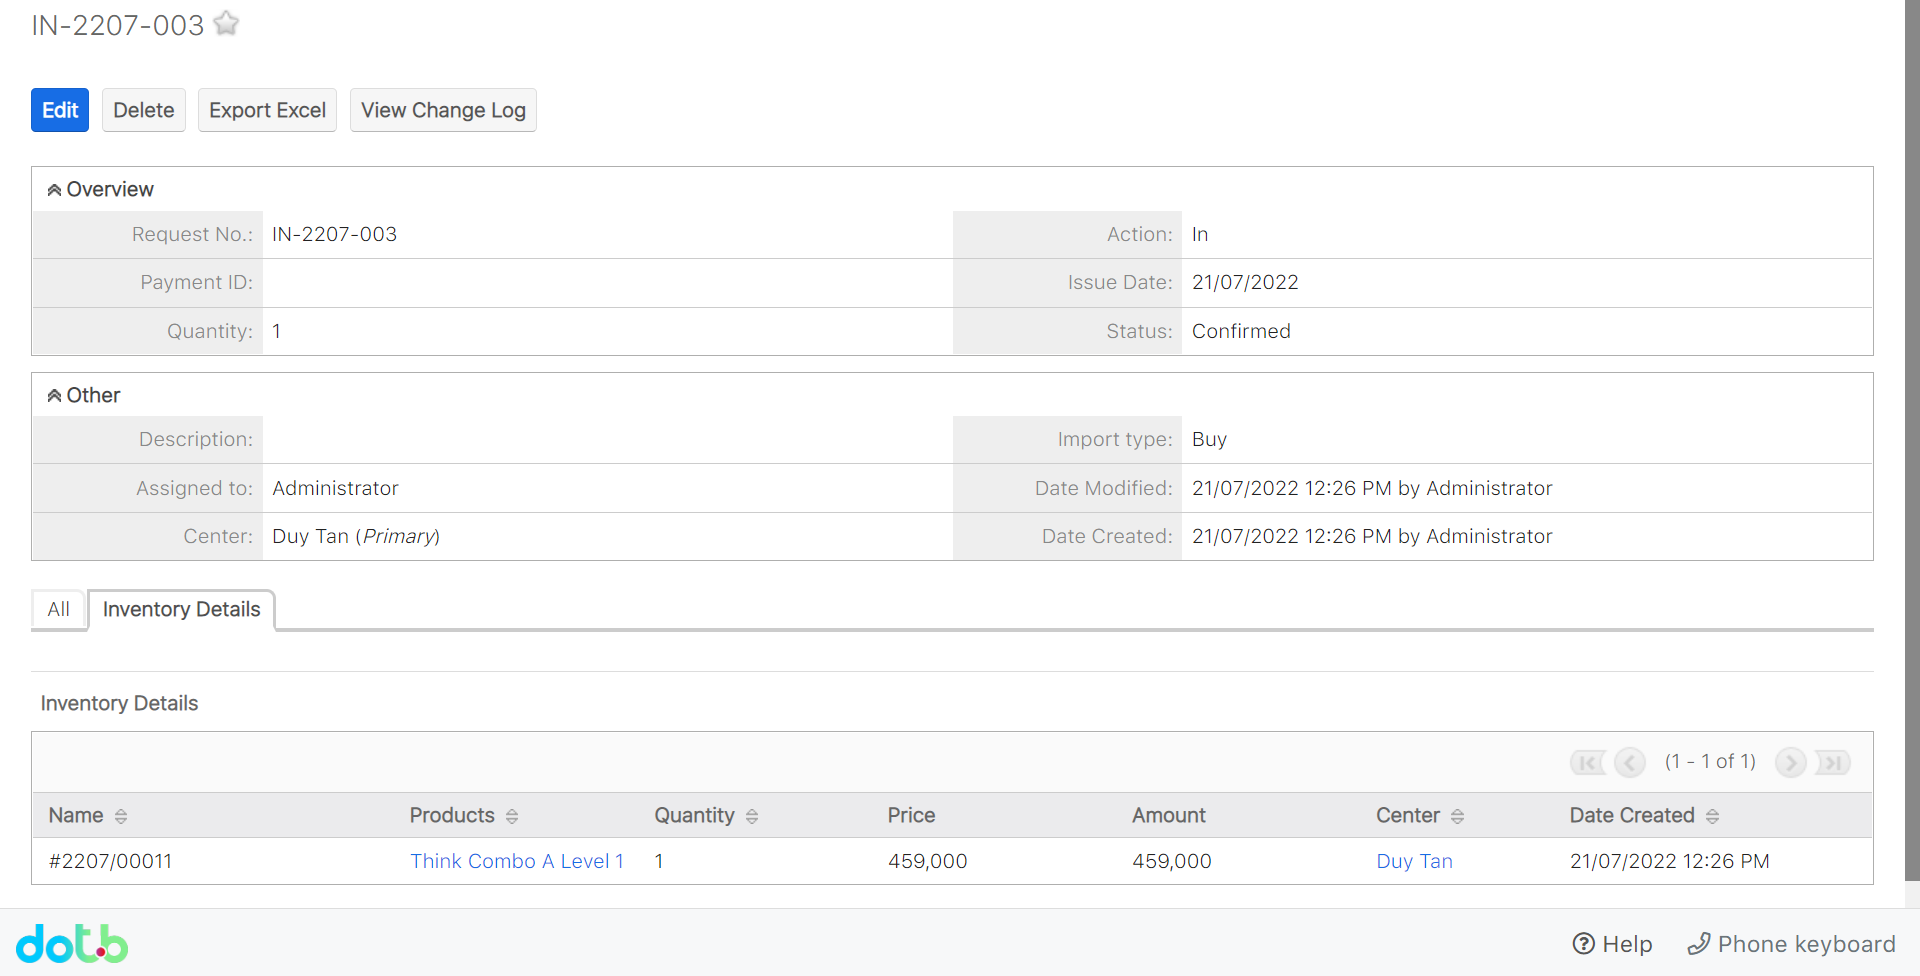 IN-2207-003
Edit Delete Export Excel View Change Log
Overview
Request No.: IN-2207-003 Action: In
Payment ID: Issue Date: 21/07/2022
Quantity: 1 Status: Confirmed
Other
Description: Import type: Buy
Assigned to: Administrator Date Modified: 21/07/2022 12:26 PM by Administrator
Center: Duy Tan (Primary) Date Created: 21/07/2022 12:26 PM by Administrator
All Inventory Details
Inventory Details
(1 - 1 of 1)
Name Products Quantity Price Amount Center Date Created
#2207/00011 Think Combo A Level 1 1 459,000 459,000 Duy Tan 21/07/2022 12:26 PM
dotb Help Phone keyboard